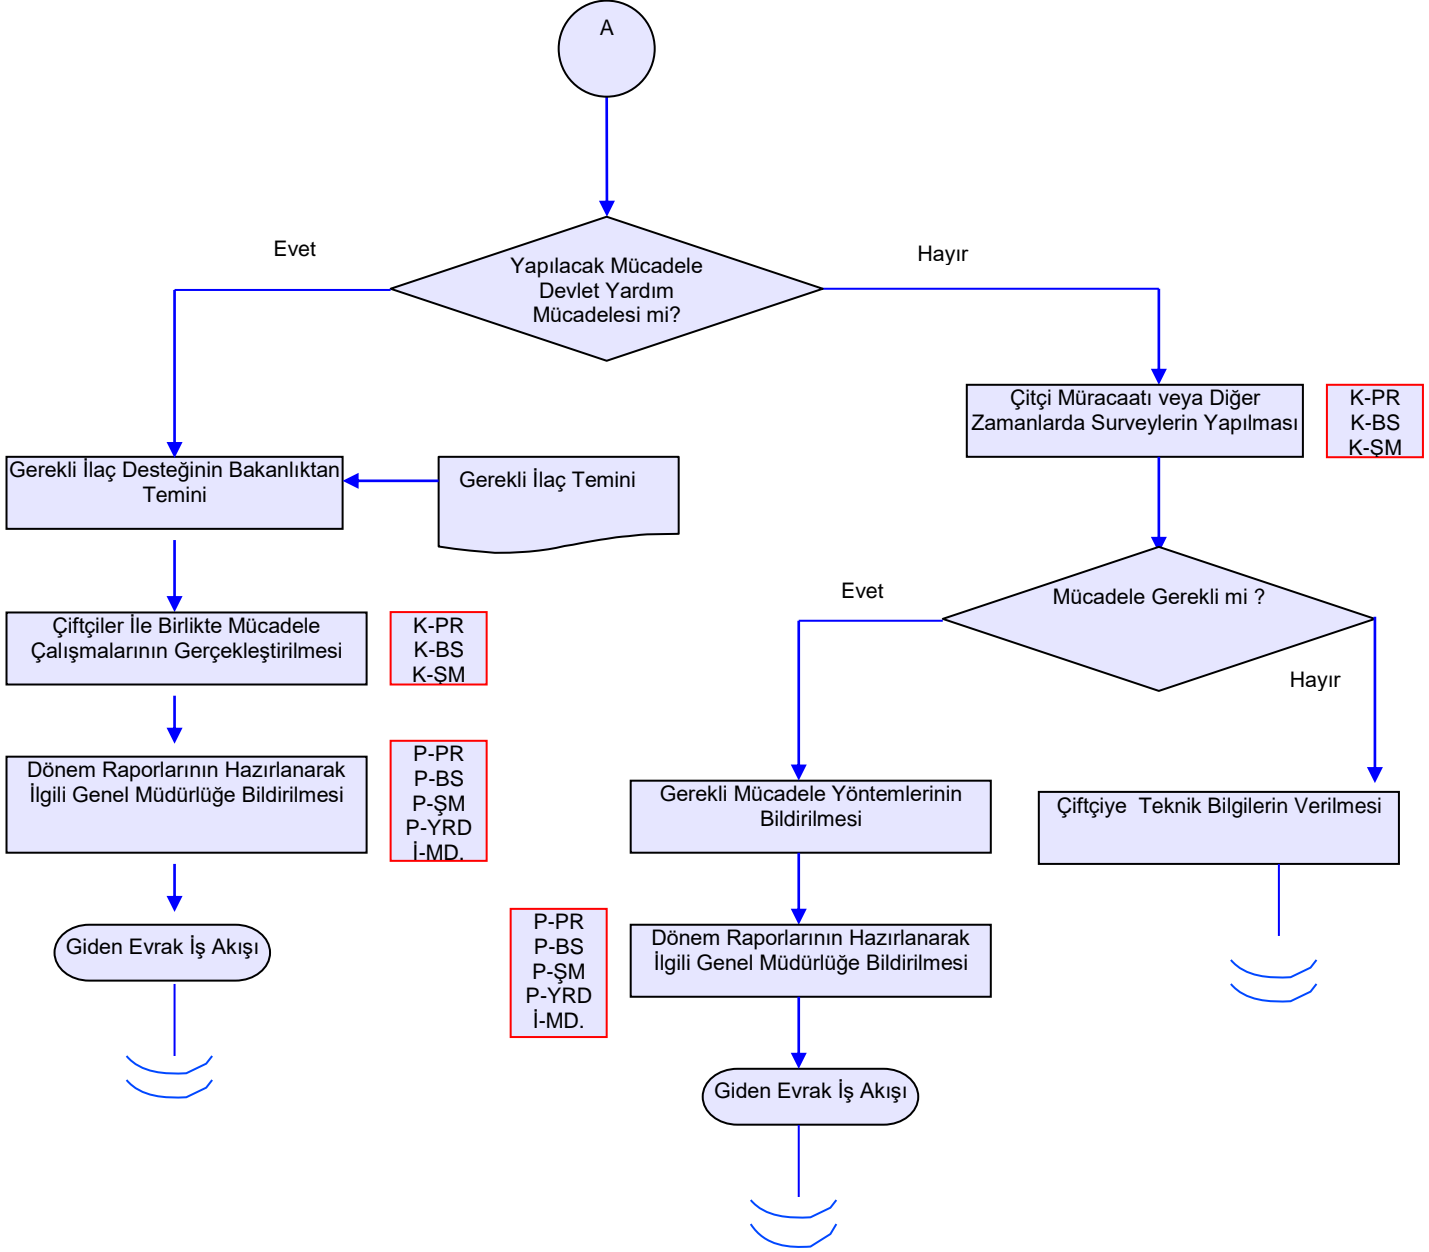 A
Evet
Hayır
Yapılacak Mücadele
Devlet Yardım
Mücadelesi mi?
Çitçi Müracaatı veya Diğer
Zamanlarda Surveylerin Yapılması
K-PR
K-BS
K-ŞM
Gerekli İlaç Desteğinin Bakanlıktan
Temini
Gerekli İlaç Temini
Evet
Mücadele Gerekli mi ?
Hayır
Çiftçiler İle Birlikte Mücadele
Çalışmalarının Gerçekleştirilmesi
K-PR
K-BS
K-ŞM
Dönem Raporlarının Hazırlanarak
İlgili Genel Müdürlüğe Bildirilmesi
P-PR
P-BS
P-ŞM
P-YRD
İ-MD.
Gerekli Mücadele Yöntemlerinin
Bildirilmesi
Çiftçiye  Teknik Bilgilerin Verilmesi
Giden Evrak İş Akışı
P-PR
P-BS
P-ŞM
P-YRD
İ-MD.
Dönem Raporlarının Hazırlanarak
İlgili Genel Müdürlüğe Bildirilmesi
Giden Evrak İş Akışı